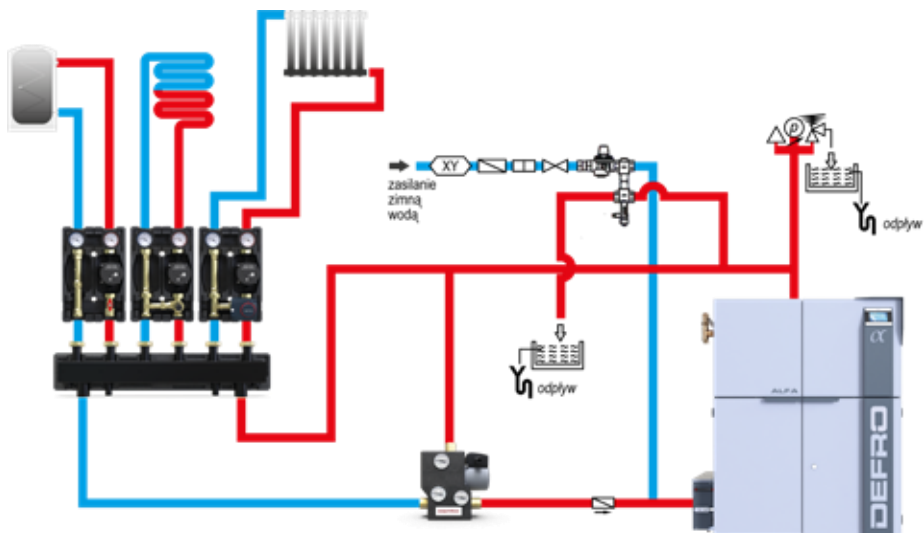 XY
zasilanie
zimną
wodą
odpływ
odpływ
α
ALFA
DEFRO